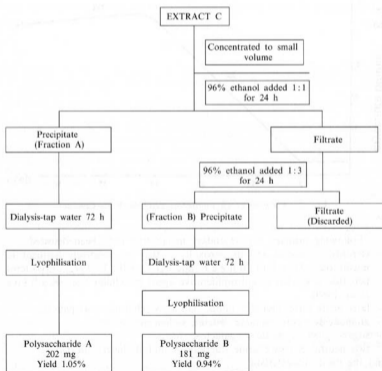 EXTRACT C
Concentrated to small
volume
96% ethanol added 1:1
for 24 h
Precipitate
(Fraction A)
Filtrate
96% ethanol added 1:3
for 24 h
Dialysis-tap water 72 h
(Fraction B) Precipitate
Filtrate
(Discarded)
Lyophilisation
Dialysis-tap water 72 h
Lyophilisation
Polysaccharide A
202 mg
Yield 1.05%
Polysaccharide B
181 mg
Yield 0.94%